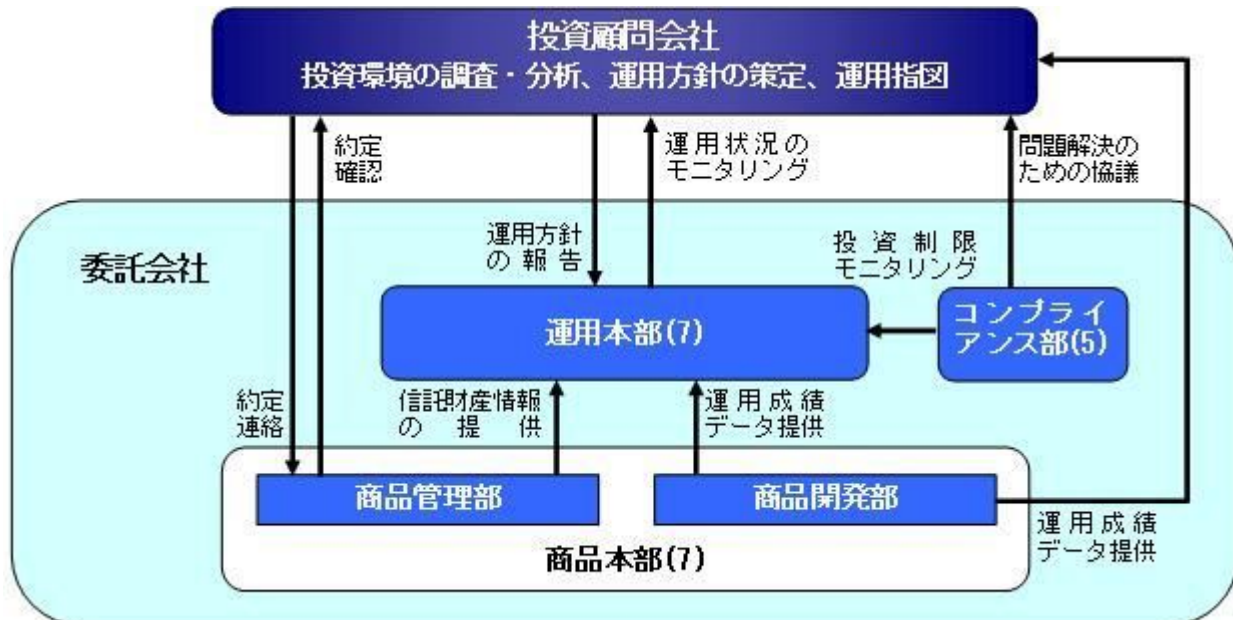 投資顧問会社
投資環境の調査・分析、運用方針の策定、運用指図
約定
確認
運用状況の
モニタリング
問題解決の
ための協議
運用方針
の報告
投資制限
モニタリング
委託会社
運用本部(7)
コンプライ
アンス部(5)
約定
連絡
信託財産情報
の提供
運用成績
データ提供
商品管理部
商品開発部
運用成績
データ提供
商品本部(7)